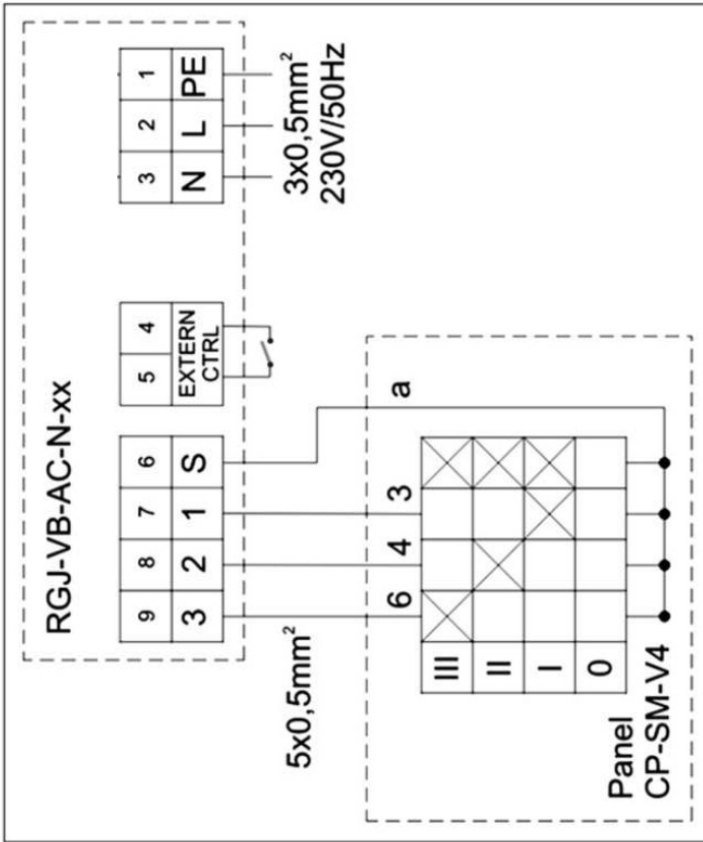 RGJ-VB-AC-N-xx
9 8 7 6 5 4 3 2 1
3 2 1 S EXTERN CTRL N L PE
5x0,5mm²
3x0,5mm²
230V/50Hz
6 4 3 a
III
II
I
0
Panel
CP-SM-V4